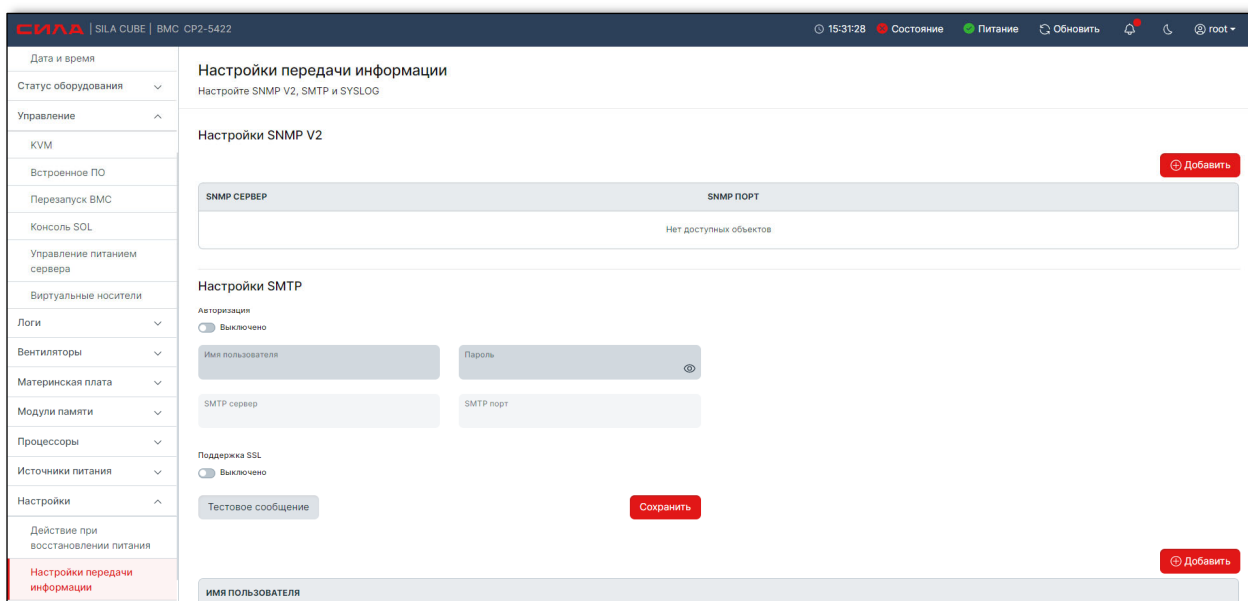 СИЛА | SILA CUBE | BMC CP2-5422
15:31:28 Состояние Питание Обновить root
Дата и время
Статус оборудования
Управление
KVM
Встроенное ПО
Перезапуск BMC
Консоль SOL
Управление питанием
сервера
Виртуальные носители
Логи
Вентиляторы
Материнская плата
Модули памяти
Процессоры
Источники питания
Настройки
Действие при
восстановлении питания
Настройки передачи
информации
Настройки передачи информации
Настройте SNMP V2, SMTP и SYSLOG
Настройки SNMP V2
Добавить
SNMP СЕРВЕР SNMP ПОРТ
Нет доступных объектов
Настройки SMTP
Авторизация
Выключено
Имя пользователя Пароль
SMTP сервер SMTP порт
Поддержка SSL
Выключено
Тестовое сообщение Сохранить
Добавить
ИМЯ ПОЛЬЗОВАТЕЛЯ